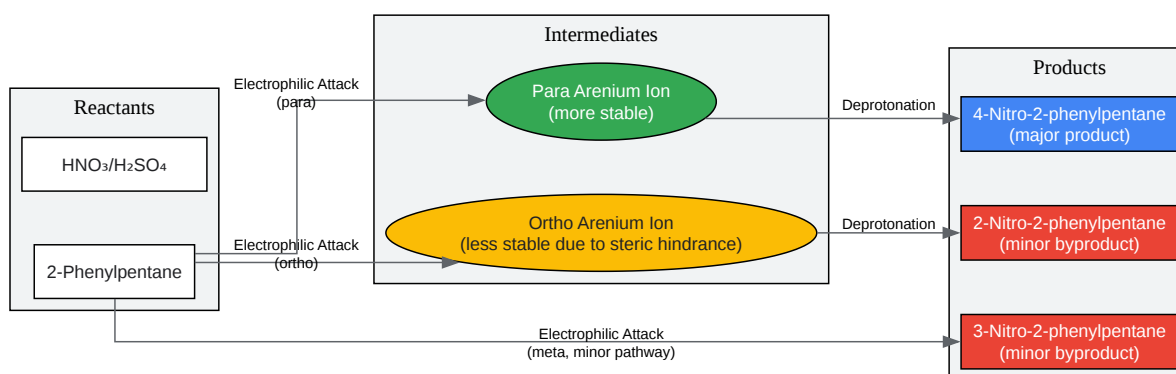 Reactants
HNO₃/H₂SO₄
2-Phenylpentane
Electrophilic Attack
(para)
Electrophilic Attack
(ortho)
Electrophilic Attack
(meta, minor pathway)
Intermediates
Para Arenium Ion
(more stable)
Ortho Arenium Ion
(less stable due to steric hindrance)
Deprotonation
Deprotonation
Products
4-Nitro-2-phenylpentane
(major product)
2-Nitro-2-phenylpentane
(minor byproduct)
3-Nitro-2-phenylpentane
(minor byproduct)